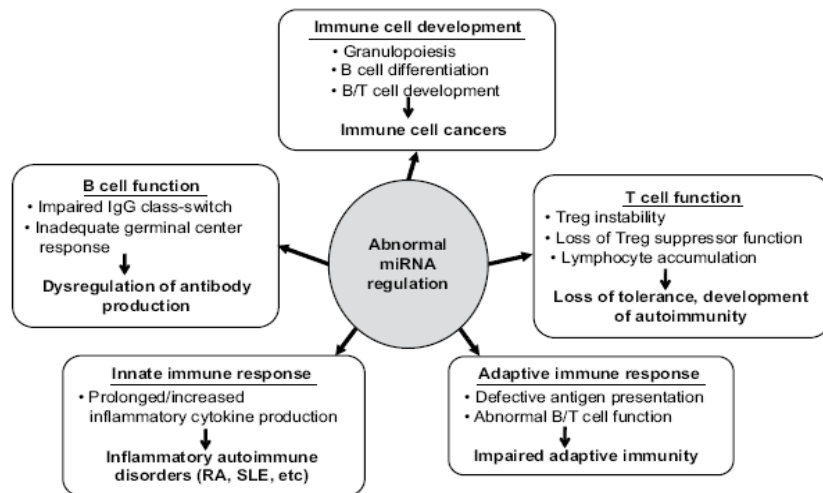 Immune cell development
• Granulopoiesis
• B cell differentiation
• B/T cell development
Immune cell cancers
B cell function
• Impaired IgG class-switch
• Inadequate germinal center
response
Dysregulation of antibody
production
Abnormal
miRNA
regulation
T cell function
• Treg instability
• Loss of Treg suppressor function
• Lymphocyte accumulation
Loss of tolerance, development
of autoimmunity
Innate immune response
• Prolonged/increased
inflammatory cytokine production
Inflammatory autoimmune
disorders (RA, SLE, etc)
Adaptive immune response
• Defective antigen presentation
• Abnormal B/T cell function
Impaired adaptive immunity